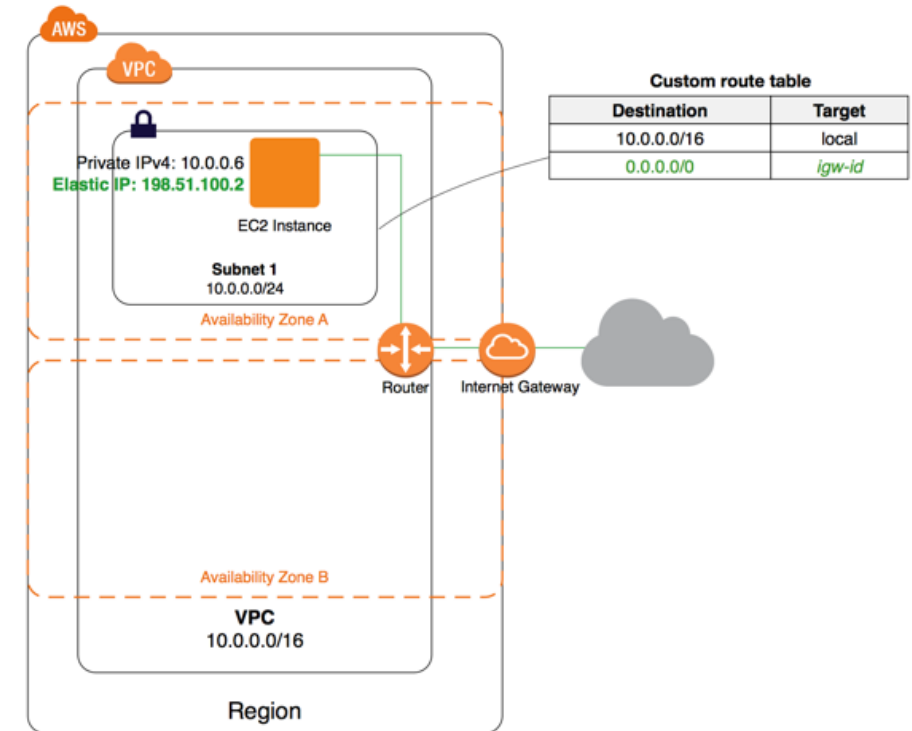 AWS
VPC
Custom route table
Destination Target
10.0.0.0/16 local
0.0.0.0/0 igw-id
Private IPv4: 10.0.0.6
Elastic IP: 198.51.100.2
EC2 Instance
Subnet 1
10.0.0.0/24
Availability Zone A
Router
Internet Gateway
Availability Zone B
VPC
10.0.0.0/16
Region